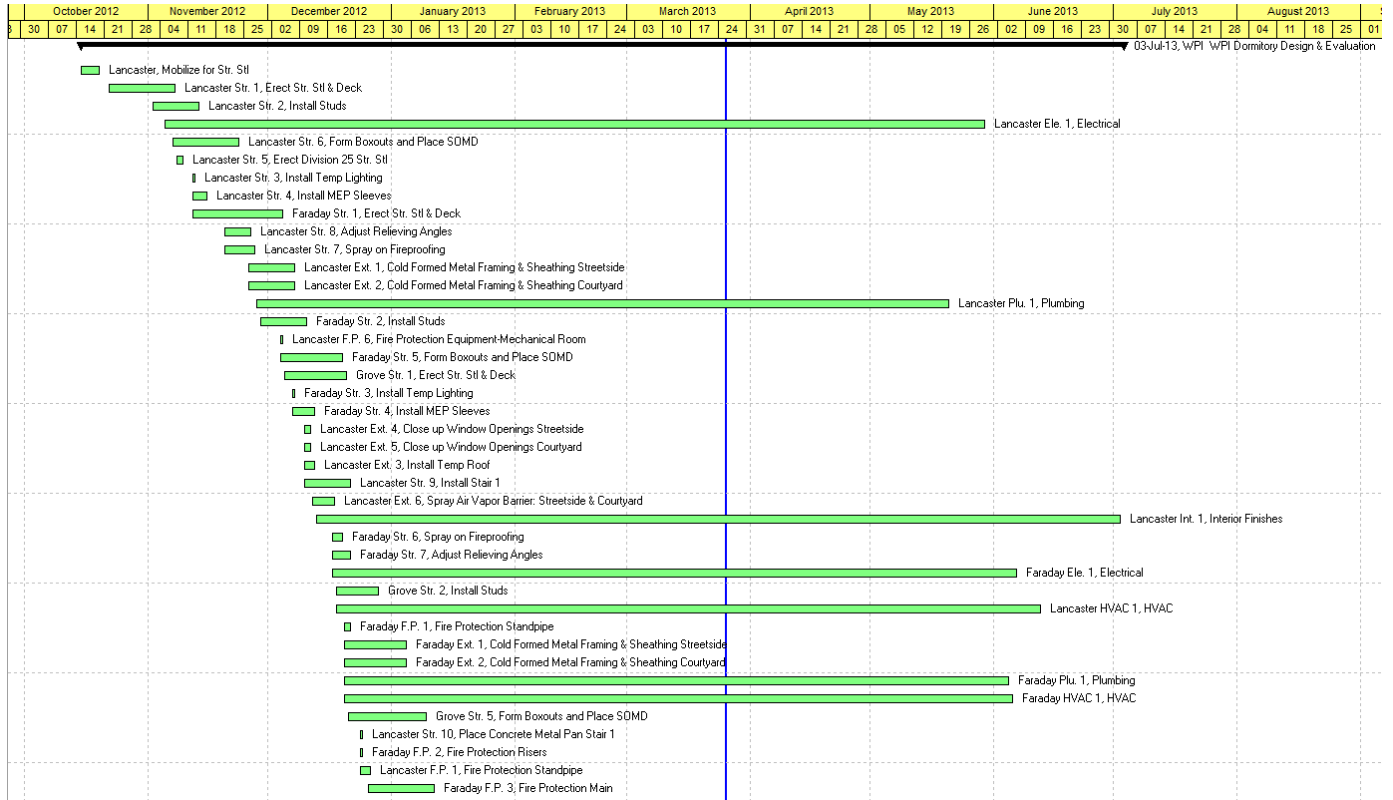 October 2012 November 2012 December 2012 January 2013 February 2013 March 2013 April 2013 May 2013 June 2013 July 2013 August 2013
30 07 14 21 28 04 11 18 25 02 09 16 23 30 06 13 20 27 03 10 17 24 03 10 17 24 31 07 14 21 28 05 12 19 26 02 09 16 23 30 07 14 21 28 04 11 18 25 01
03-Jul-13, WPI WPI Dormitory Design & Evaluation
Lancaster, Mobilize for Str. Stl
Lancaster Str. 1, Erect Str. Stl & Deck
Lancaster Str. 2, Install Studs
Lancaster Ele. 1, Electrical
Lancaster Str. 6, Form Boxouts and Place SOMD
Lancaster Str. 5, Erect Division 25 Str. Stl
Lancaster Str. 3, Install Temp Lighting
Lancaster Str. 4, Install MEP Sleeves
Faraday Str. 1, Erect Str. Stl & Deck
Lancaster Str. 8, Adjust Relieving Angles
Lancaster Str. 7, Spray on Fireproofing
Lancaster Ext. 1, Cold Formed Metal Framing & Sheathing Streetside
Lancaster Ext. 2, Cold Formed Metal Framing & Sheathing Courtyard
Lancaster Plu. 1, Plumbing
Faraday Str. 2, Install Studs
Lancaster F.P. 6, Fire Protection Equipment-Mechanical Room
Faraday Str. 5, Form Boxouts and Place SOMD
Grove Str. 1, Erect Str. Stl & Deck
Faraday Str. 3, Install Temp Lighting
Faraday Str. 4, Install MEP Sleeves
Lancaster Ext. 4, Close up Window Openings Streetside
Lancaster Ext. 5, Close up Window Openings Courtyard
Lancaster Ext. 3, Install Temp Roof
Lancaster Str. 9, Install Stair 1
Lancaster Ext. 6, Spray Air Vapor Barrier: Streetside & Courtyard
Lancaster Int. 1, Interior Finishes
Faraday Str. 6, Spray on Fireproofing
Faraday Str. 7, Adjust Relieving Angles
Faraday Ele. 1, Electrical
Grove Str. 2, Install Studs
Lancaster HVAC 1, HVAC
Faraday F.P. 1, Fire Protection Standpipe
Faraday Ext. 1, Cold Formed Metal Framing & Sheathing Streetside
Faraday Ext. 2, Cold Formed Metal Framing & Sheathing Courtyard
Faraday Plu. 1, Plumbing
Faraday HVAC 1, HVAC
Grove Str. 5, Form Boxouts and Place SOMD
Lancaster Str. 10, Place Concrete Metal Pan Stair 1
Faraday F.P. 2, Fire Protection Risers
Lancaster F.P. 1, Fire Protection Standpipe
Faraday F.P. 3, Fire Protection Main